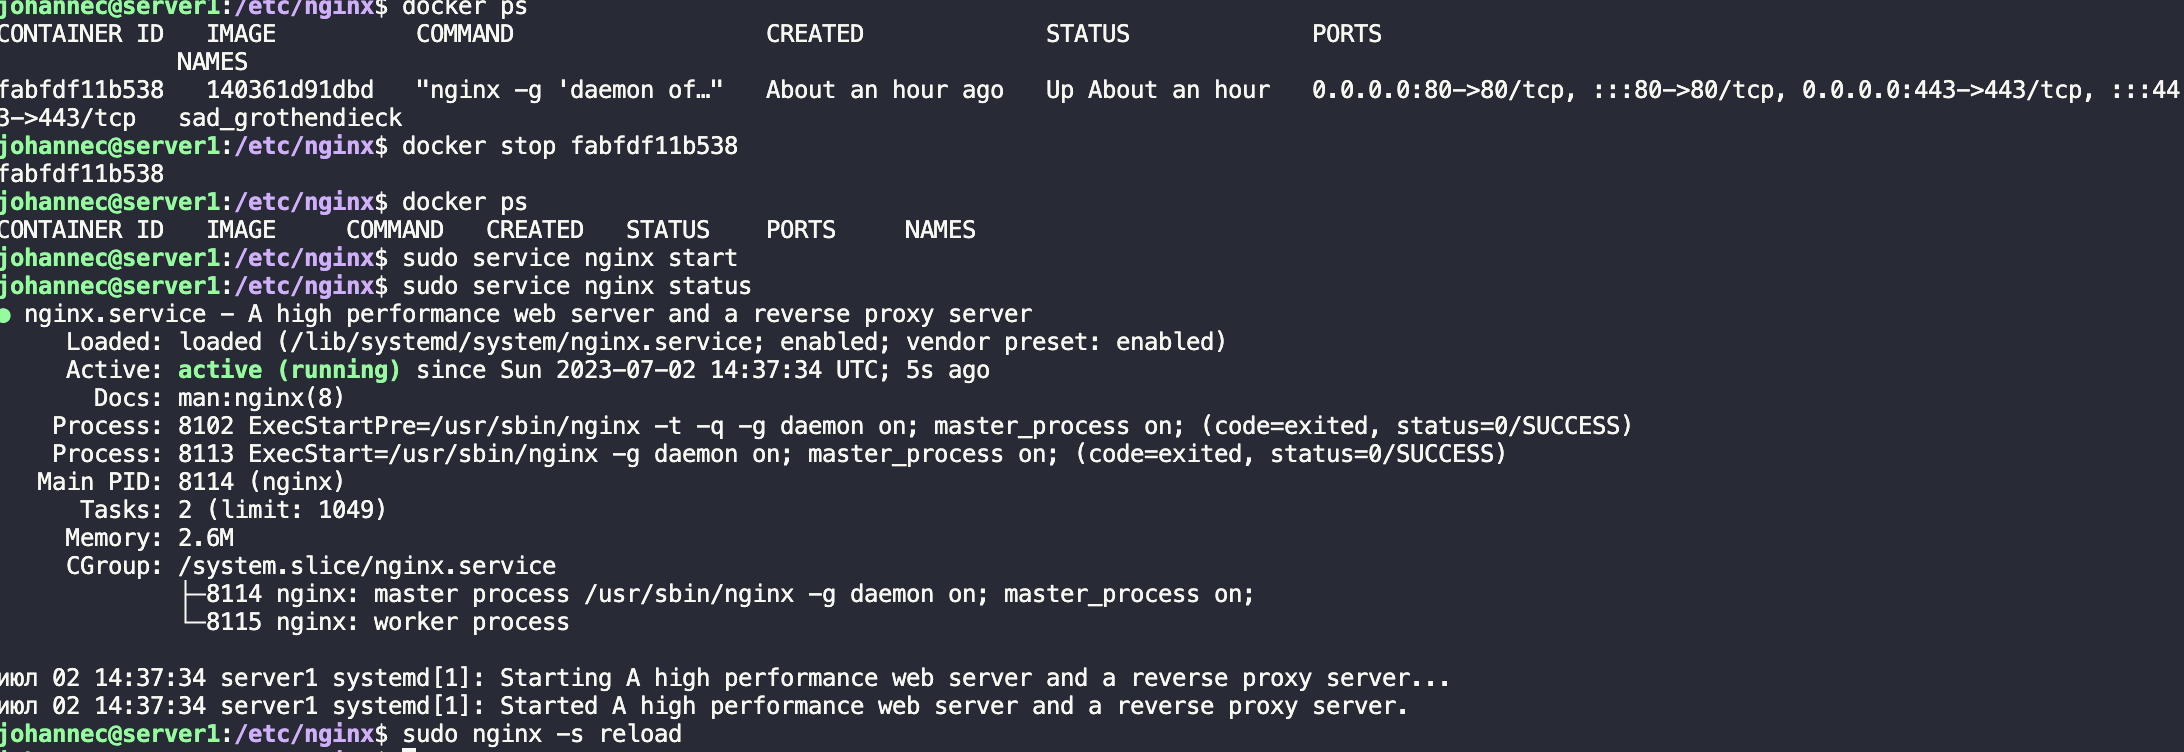 johannec@server1:/etc/nginx$ docker ps
CONTAINER ID   IMAGE          COMMAND                  CREATED             STATUS             PORTS
             NAMES
fabfdf11b538   140361d91dbd   "nginx -g 'daemon of…"   About an hour ago   Up About an hour   0.0.0.0:80->80/tcp, :::80->80/tcp, 0.0.0.0:443->443/tcp, :::44
3->443/tcp   sad_grothendieck
johannec@server1:/etc/nginx$ docker stop fabfdf11b538
fabfdf11b538
johannec@server1:/etc/nginx$ docker ps
CONTAINER ID   IMAGE     COMMAND   CREATED   STATUS    PORTS     NAMES
johannec@server1:/etc/nginx$ sudo service nginx start
johannec@server1:/etc/nginx$ sudo service nginx status
● nginx.service - A high performance web server and a reverse proxy server
     Loaded: loaded (/lib/systemd/system/nginx.service; enabled; vendor preset: enabled)
     Active: active (running) since Sun 2023-07-02 14:37:34 UTC; 5s ago
       Docs: man:nginx(8)
    Process: 8102 ExecStartPre=/usr/sbin/nginx -t -q -g daemon on; master_process on; (code=exited, status=0/SUCCESS)
    Process: 8113 ExecStart=/usr/sbin/nginx -g daemon on; master_process on; (code=exited, status=0/SUCCESS)
   Main PID: 8114 (nginx)
      Tasks: 2 (limit: 1049)
     Memory: 2.6M
     CGroup: /system.slice/nginx.service
             ├─8114 nginx: master process /usr/sbin/nginx -g daemon on; master_process on;
             └─8115 nginx: worker process
июл 02 14:37:34 server1 systemd[1]: Starting A high performance web server and a reverse proxy server...
июл 02 14:37:34 server1 systemd[1]: Started A high performance web server and a reverse proxy server.
johannec@server1:/etc/nginx$ sudo nginx -s reload